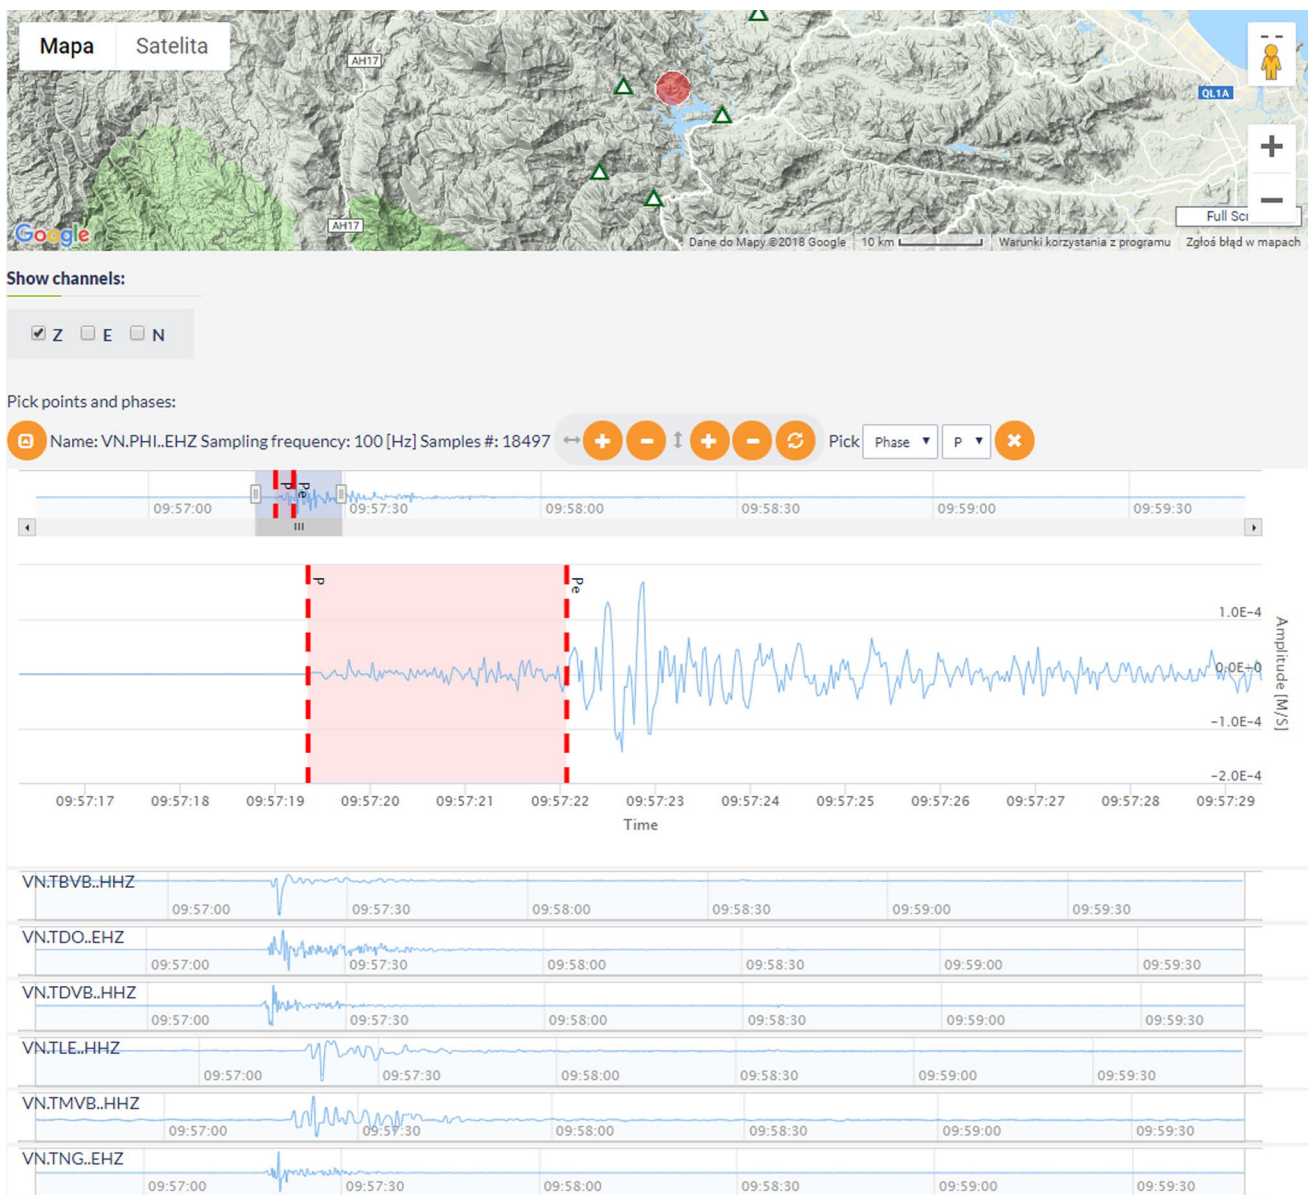 Mapa Satelita
AH17
QL1A
AH17
Full Scr
Google
Dane do Mapy ©2018 Google 10 km Warunki korzystania z programu Zgłoś błąd w mapach
Show channels:
Z E N
Pick points and phases:
Name: VN.PHI..EHZ Sampling frequency: 100 [Hz] Samples #: 18497 Pick Phase P
P Pe
09:57:00 09:57:30 09:58:00 09:58:30 09:59:00 09:59:30
P Pe
1.0E-4
0.0E+0
-1.0E-4
-2.0E-4
Amplitude [M/S]
09:57:17 09:57:18 09:57:19 09:57:20 09:57:21 09:57:22 09:57:23 09:57:24 09:57:25 09:57:26 09:57:27 09:57:28 09:57:29
Time
VN.TBVB..HHZ
09:57:00 09:57:30 09:58:00 09:58:30 09:59:00 09:59:30
VN.TDO..EHZ
09:57:00 09:57:30 09:58:00 09:58:30 09:59:00 09:59:30
VN.TDVB..HHZ
09:57:00 09:57:30 09:58:00 09:58:30 09:59:00 09:59:30
VN.TLE..HHZ
09:57:00 09:57:30 09:58:00 09:58:30 09:59:00 09:59:30
VN.TMVB..HHZ
09:57:00 09:57:30 09:58:00 09:58:30 09:59:00 09:59:30
VN.TNG..EHZ
09:57:00 09:57:30 09:58:00 09:58:30 09:59:00 09:59:30